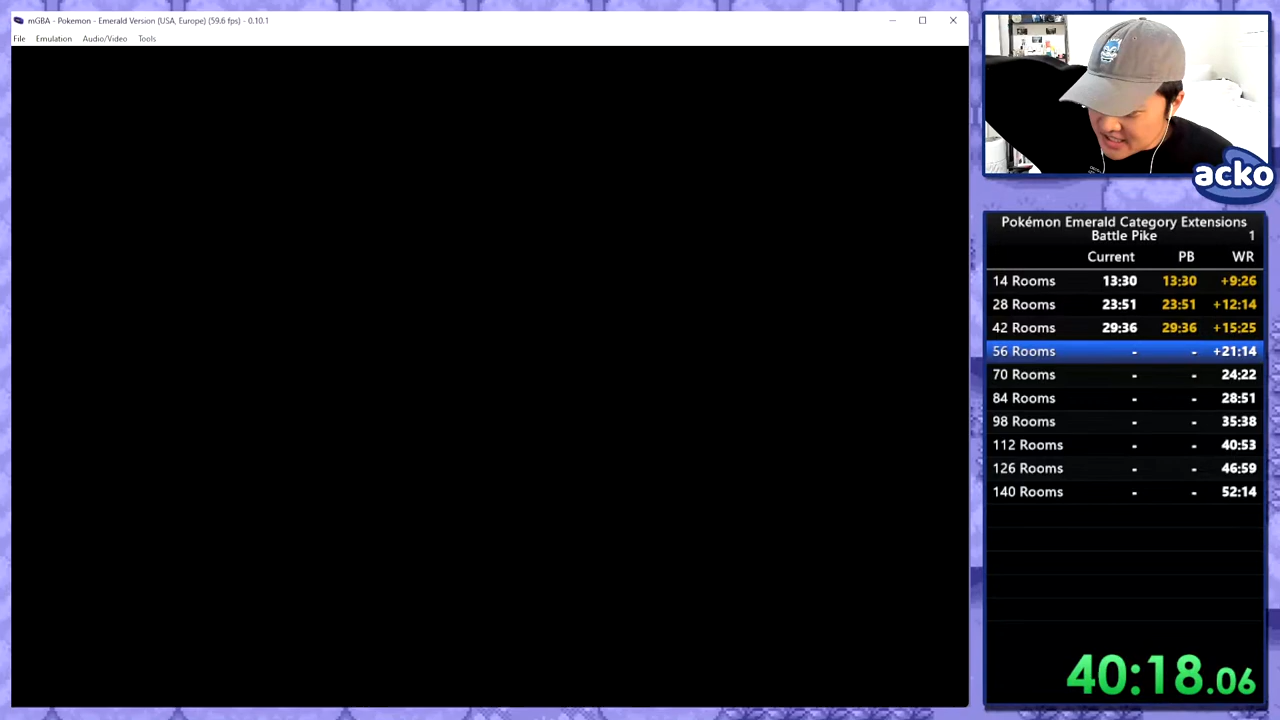 mGBA - Pokemon - Emerald Version (USA, Europe) (59.6 fps) - 0.10.1
File Emulation Audio/Video Tools
acko
Pokémon Emerald Category Extensions
Battle Pike 1
Current PB WR
14 Rooms 13:30 13:30 +9:26
28 Rooms 23:51 23:51 +12:14
42 Rooms 29:36 29:36 +15:25
56 Rooms - - +21:14
70 Rooms - - 24:22
84 Rooms - - 28:51
98 Rooms - - 35:38
112 Rooms - - 40:53
126 Rooms - - 46:59
140 Rooms - - 52:14
40:18.06